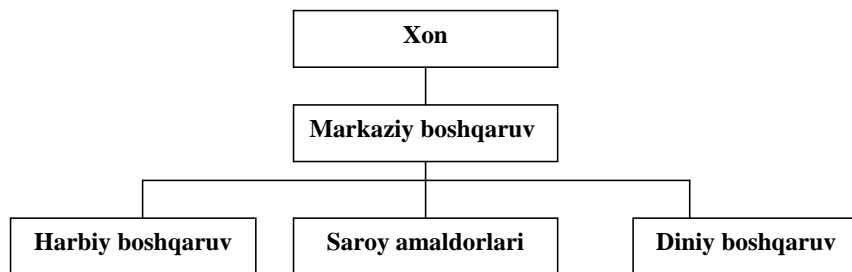 Xon
Markaziy boshqaruv
Harbiy boshqaruv
Saroy amaldorlari
Diniy boshqaruv